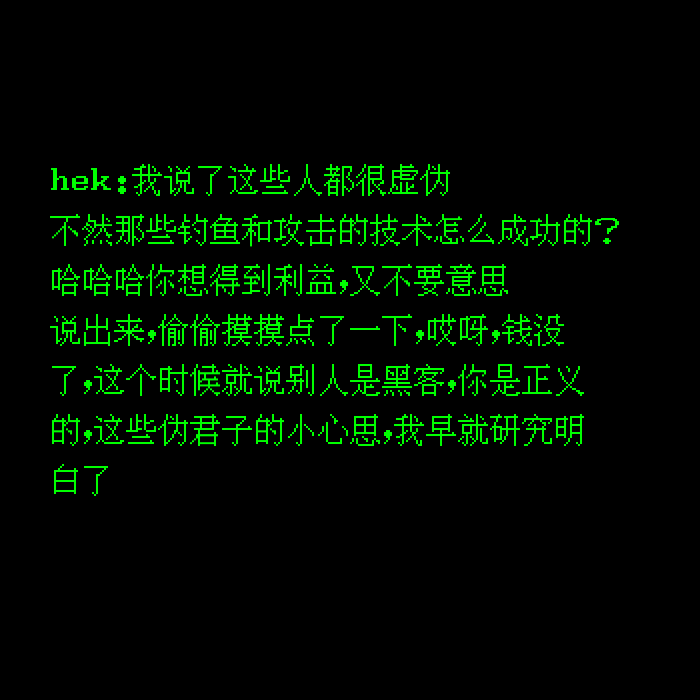 hek:我说了这些人都很虚伪
不然那些钓鱼和攻击的技术怎么成功的?
哈哈哈你想得到利益,又不要意思
说出来,偷偷摸摸点了一下,哎呀,钱没
了,这个时候就说别人是黑客,你是正义
的,这些伪君子的小心思,我早就研究明
白了